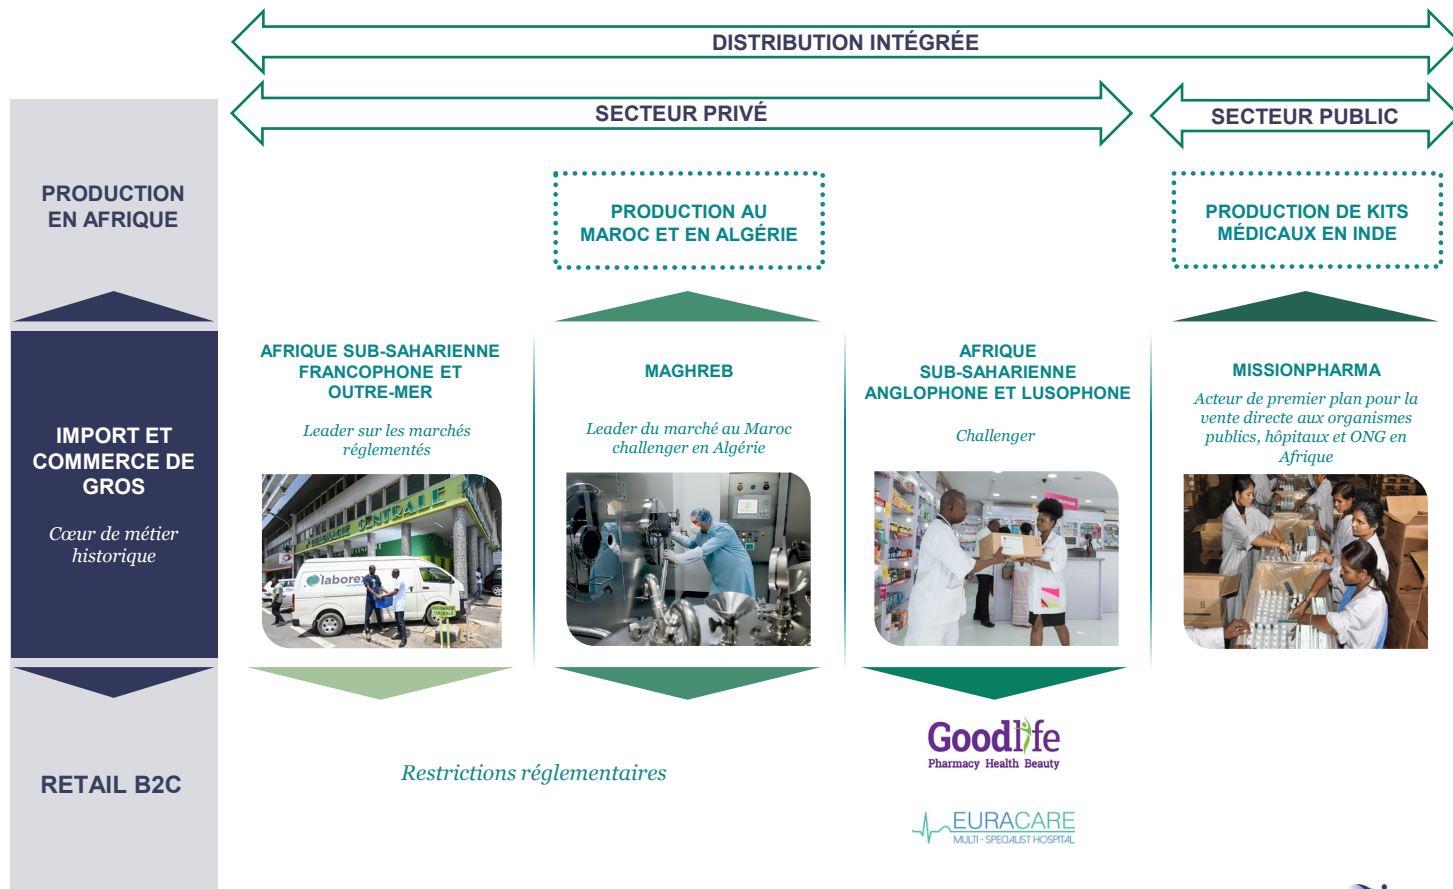 DISTRIBUTION INTÉGRÉE
SECTEUR PRIVÉ
SECTEUR PUBLIC
PRODUCTION
EN AFRIQUE
PRODUCTION AU
MAROC ET EN ALGÉRIE
PRODUCTION DE KITS
MÉDICAUX EN INDE
IMPORT ET
COMMERCE DE
GROS
Cœur de métier
historique
AFRIQUE SUB-SAHARIENNE
FRANCOPHONE ET
OUTRE-MER
Leader sur les marchés
réglementés
CENTRALE
laborex
PHARMACIE
CENTRALE
MAGHREB
Leader du marché au Maroc
challenger en Algérie
AFRIQUE
SUB-SAHARIENNE
ANGLOPHONE ET LUSOPHONE
Challenger
MISSIONPHARMA
Acteur de premier plan pour la
vente directe aux organismes
publics, hôpitaux et ONG en
Afrique
RETAIL B2C
Restrictions réglementaires
Goodlife
Pharmacy Health Beauty
EURACARE
MULTI - SPECIALIST HOSPITAL